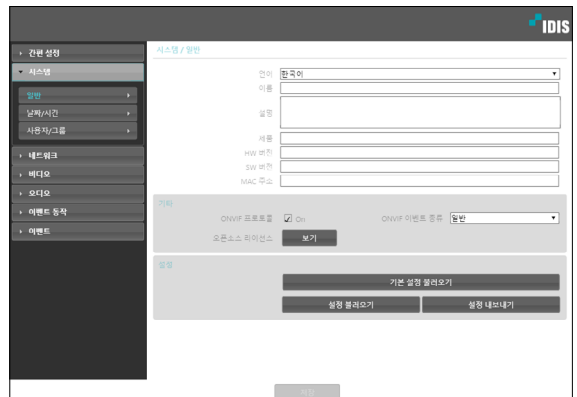 IDIS
간편 설정
시스템
일반
날짜/시간
사용자/그룹
네트워크
비디오
오디오
이벤트 동작
이벤트
시스템 / 일반
언어 한국어
이름
설명
제품
HW 버전
SW 버전
MAC 주소
기타
ONVIF 프로토콜 On ONVIF 이벤트 종류 일반
오픈소스 라이선스 보기
설정
기본 설정 불러오기
설정 불러오기 설정 내보내기
저장